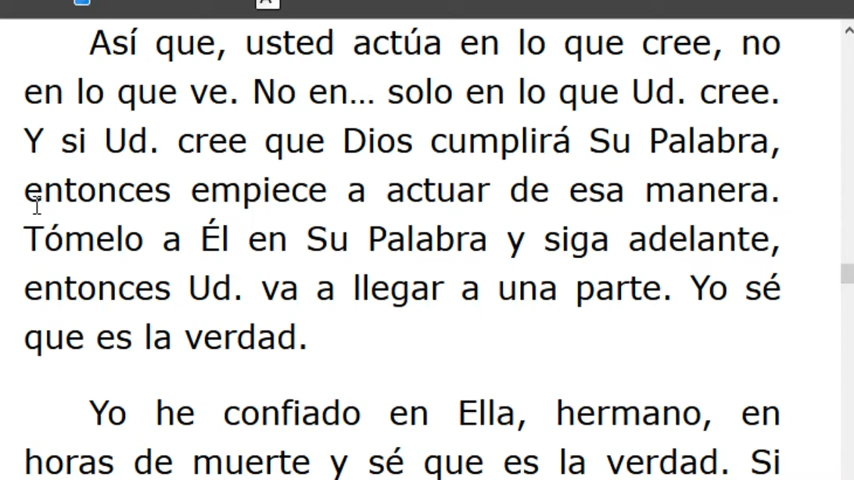 Así que, usted actúa en lo que cree, no
en lo que ve. No en... solo en lo que Ud. cree.
Y si Ud. cree que Dios cumplirá Su Palabra,
entonces empiece a actuar de esa manera.
Tómelo a Él en Su Palabra y siga adelante,
entonces Ud. va a llegar a una parte. Yo sé
que es la verdad.
Yo he confiado en Ella, hermano, en
horas de muerte y sé que es la verdad. Si